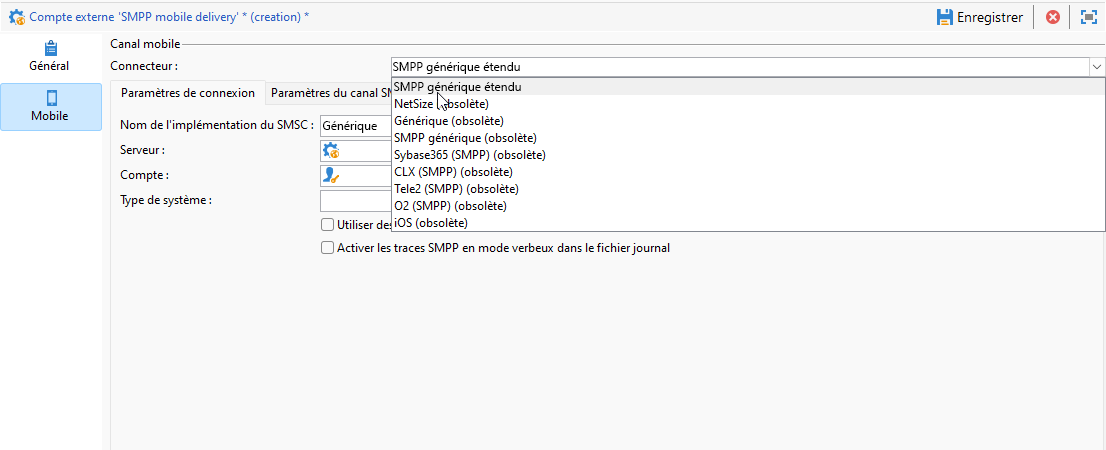 Compte externe 'SMPP mobile delivery' * (creation) *
Enregistrer
Général
Mobile
Canal mobile
Connecteur :
SMPP générique étendu
SMPP générique étendu
NetSize (obsolète)
Générique (obsolète)
SMPP générique (obsolète)
Sybase365 (SMPP) (obsolète)
CLX (SMPP) (obsolète)
Tele2 (SMPP) (obsolète)
O2 (SMPP) (obsolète)
iOS (obsolète)
Paramètres de connexion
Paramètres du canal
Nom de l'implémentation du SMSC :
Générique
Serveur :
Compte :
Type de système :
Utiliser
Activer les traces SMPP en mode verbeux dans le fichier journal